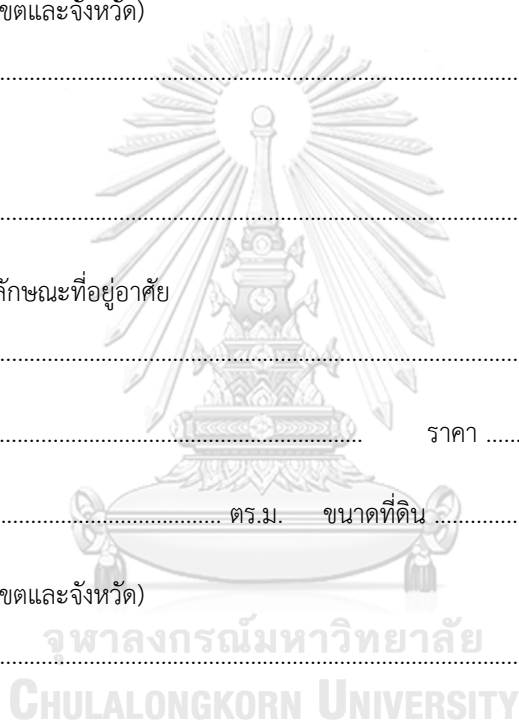 ขตและจังหวัด)
................................................................................
................................................................................
ลักษณะที่อยู่อาศัย
................................................................................
........................................................ ราคา ......
................................... ตร.ม. ขนาดที่ดิน .............
ขตและจังหวัด)
จุฬาลงกรณ์มหาวิทยาลัย
................................................................................
CHULALONGKORN UNIVERSITY